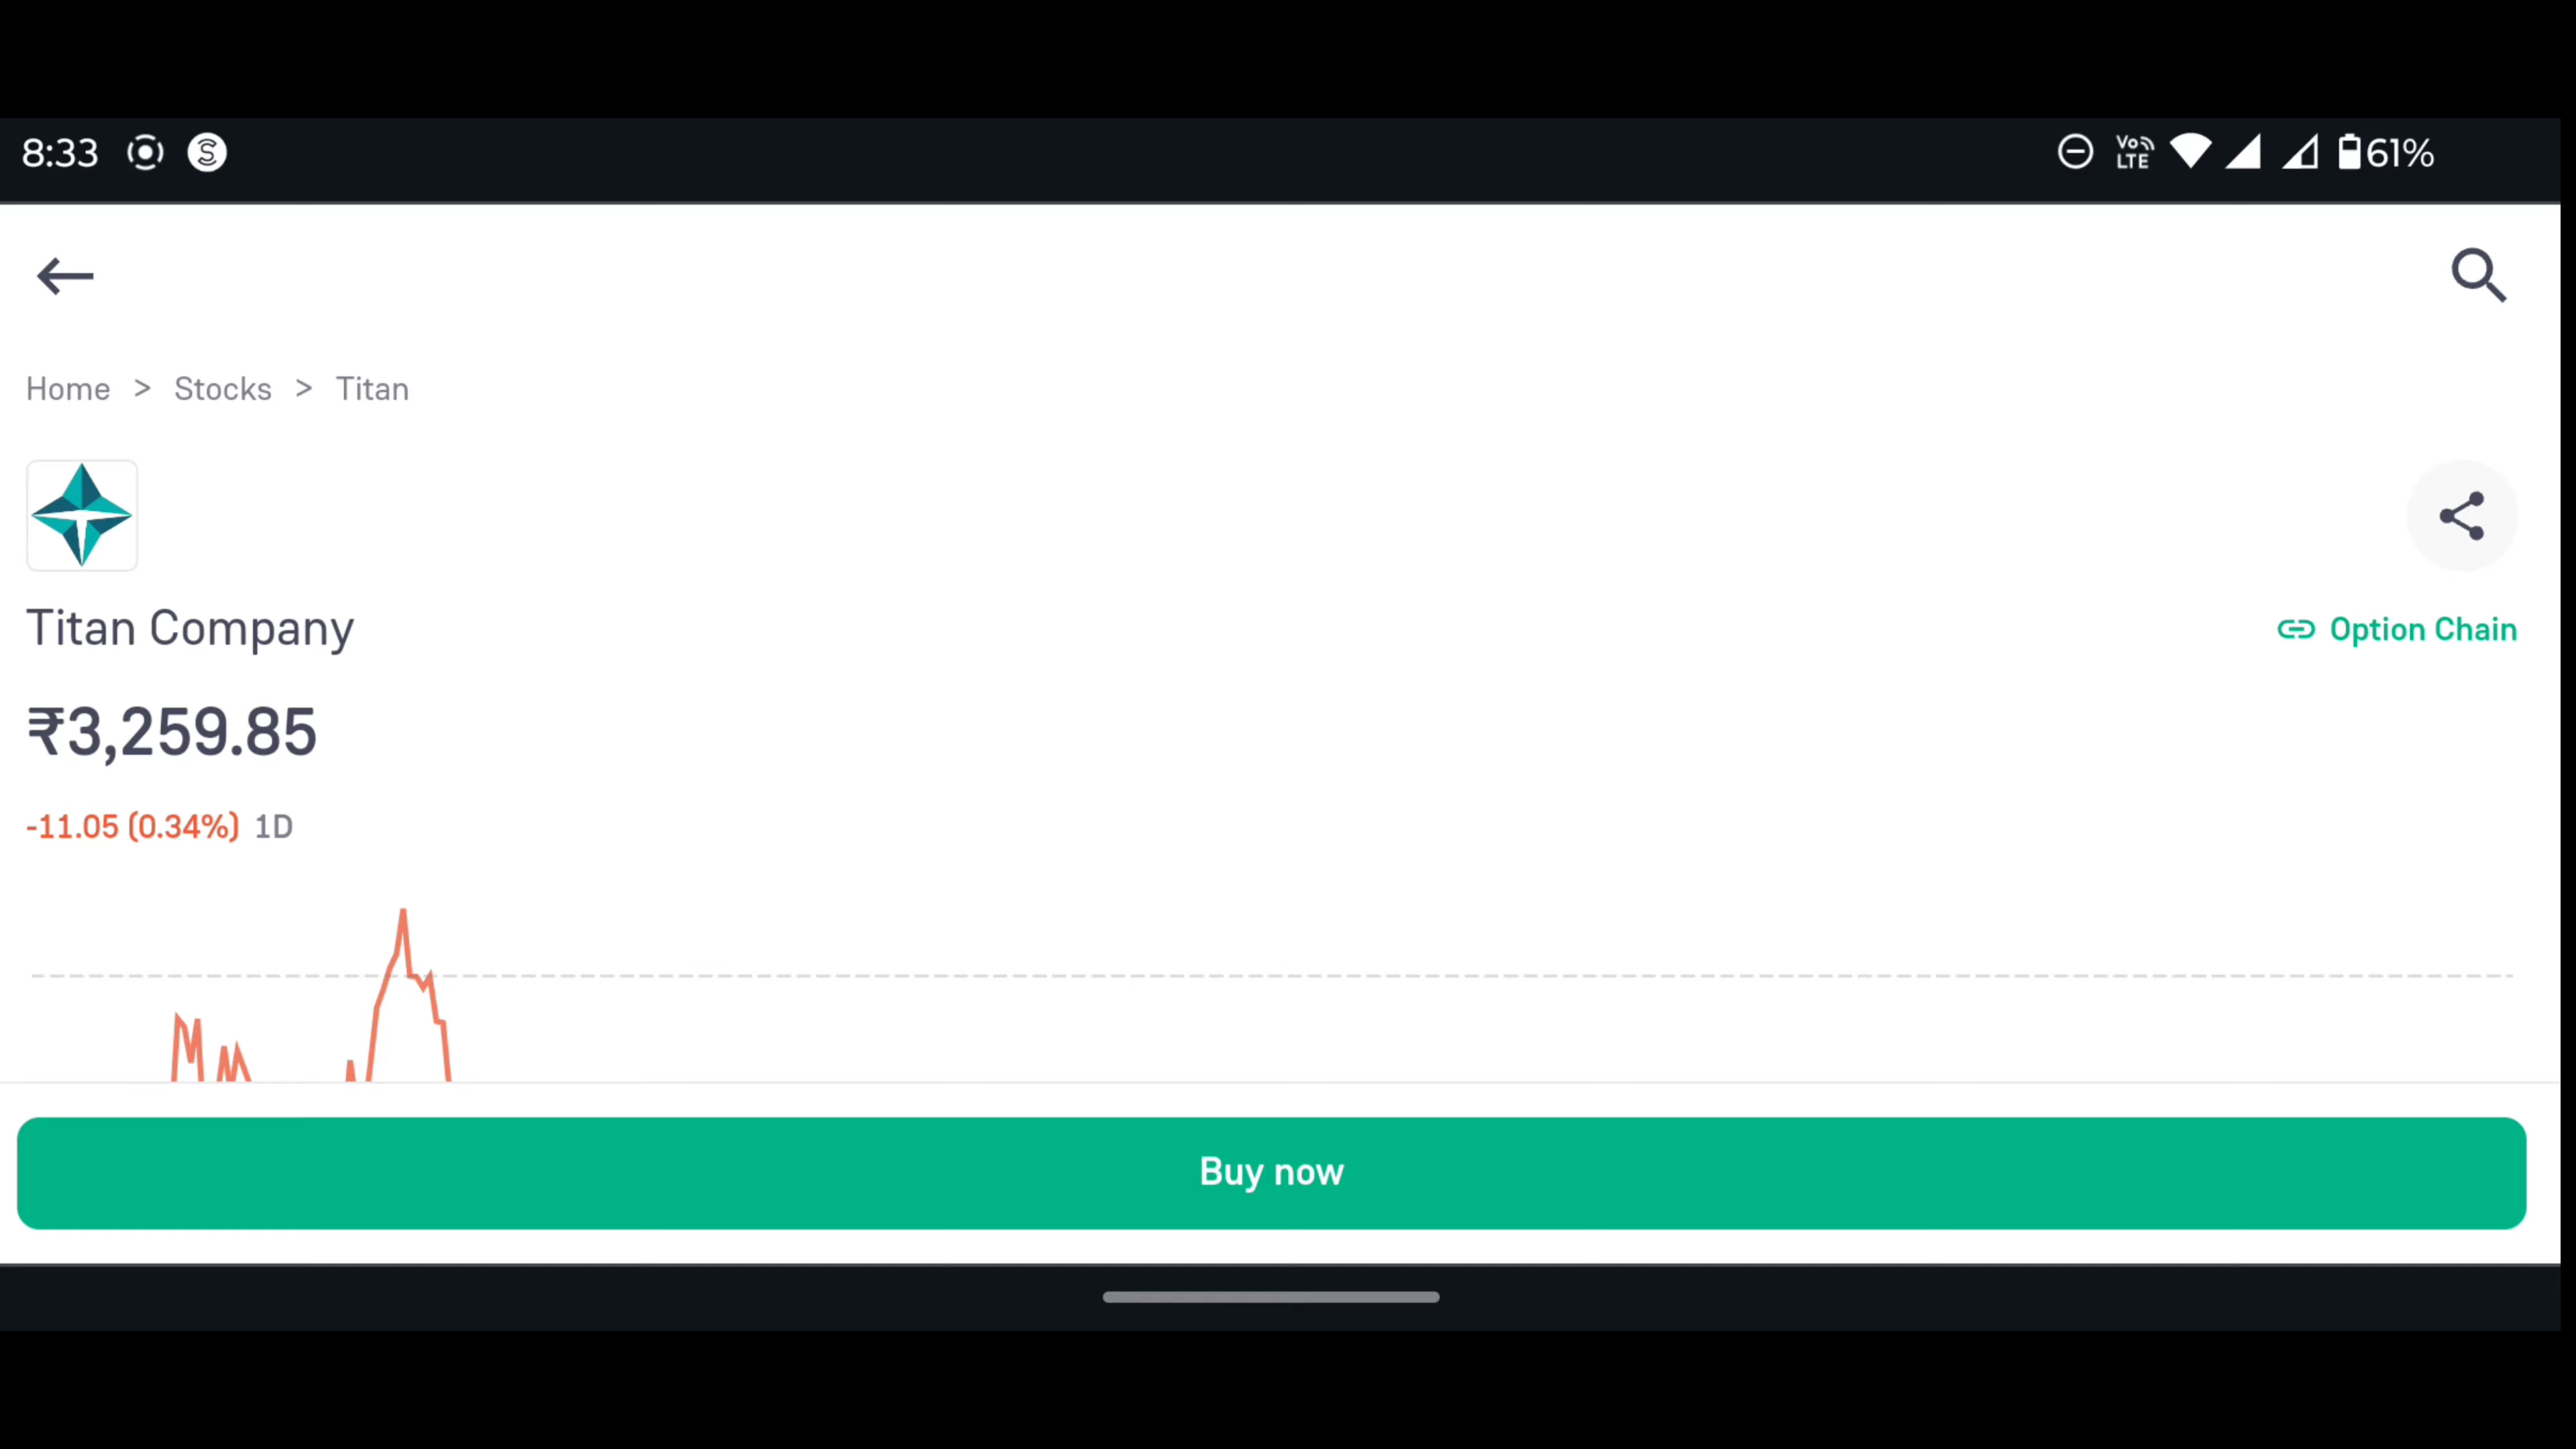 8:33 VoLTE 61%
Home > Stocks > Titan
Titan Company
Option Chain
₹3,259.85
-11.05 (0.34%) 1D
Buy now